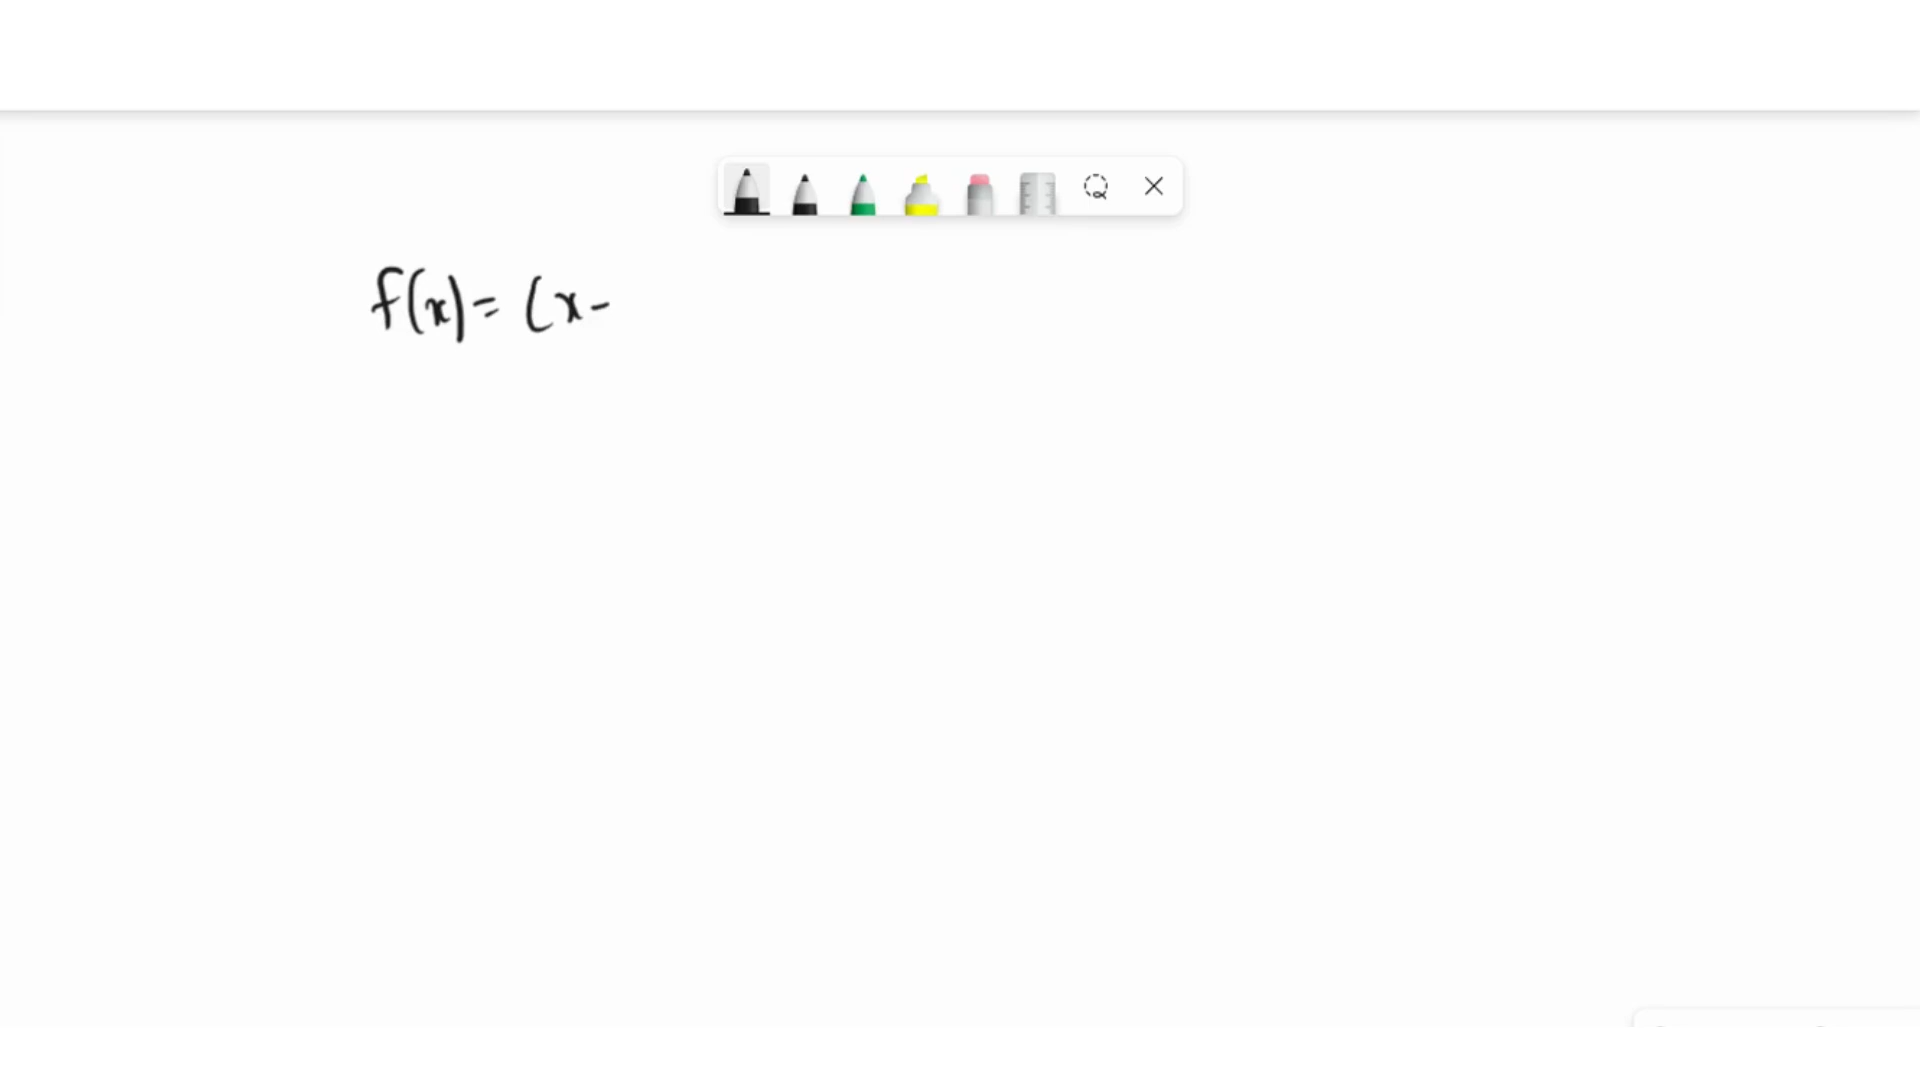 f(x) = (x -